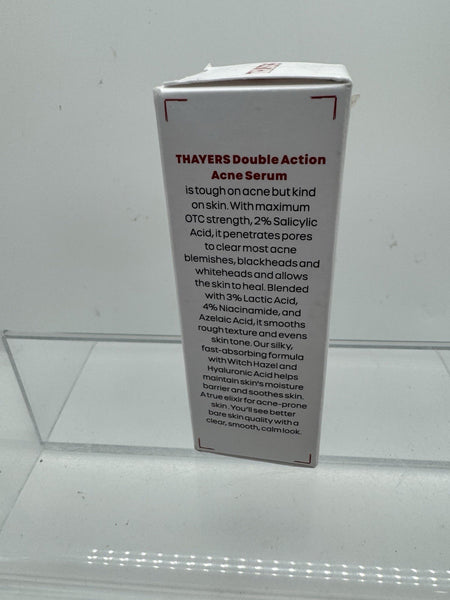 THAYERS Double Action
Acne Serum
is tough on acne but kind
on skin. With maximum
OTC strength, 2% Salicylic
Acid, it penetrates pores
to clear most acne
blemishes, blackheads and
whiteheads and allows
the skin to heal. Blended
with 3% Lactic Acid,
4% Niacinamide, and
Azelaic Acid, it smooths
rough texture and evens
skin tone. Our silky,
fast-absorbing formula
with Witch Hazel and
Hyaluronic Acid helps
maintain skin's moisture
barrier and soothes skin.
A true elixir for acne-prone
skin. You'll see better
bare skin quality with a
clear, smooth, calm look.